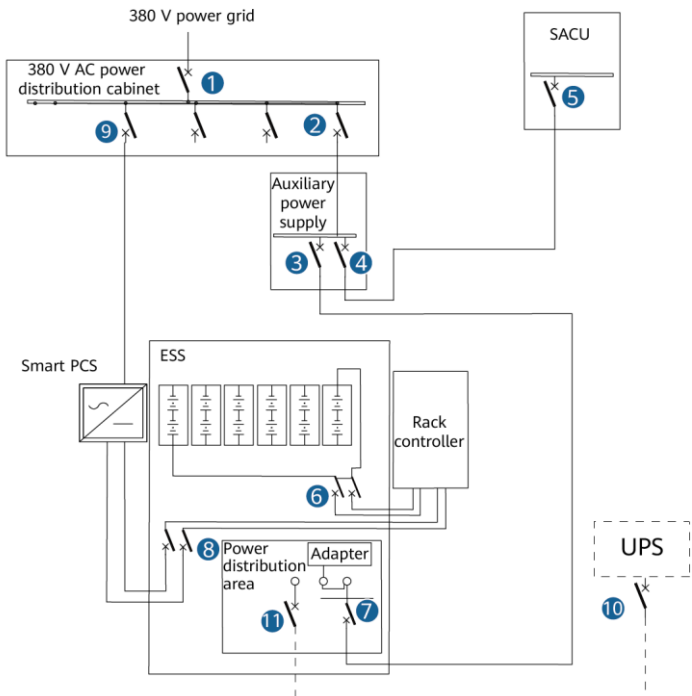 380 V power grid
SACU
380 V AC power
distribution cabinet
1
5
9
2
Auxiliary
power
supply
3
4
Smart PCS
ESS
Rack
controller
6
8
Power
distribution
area
Adapter
UPS
7
10
11